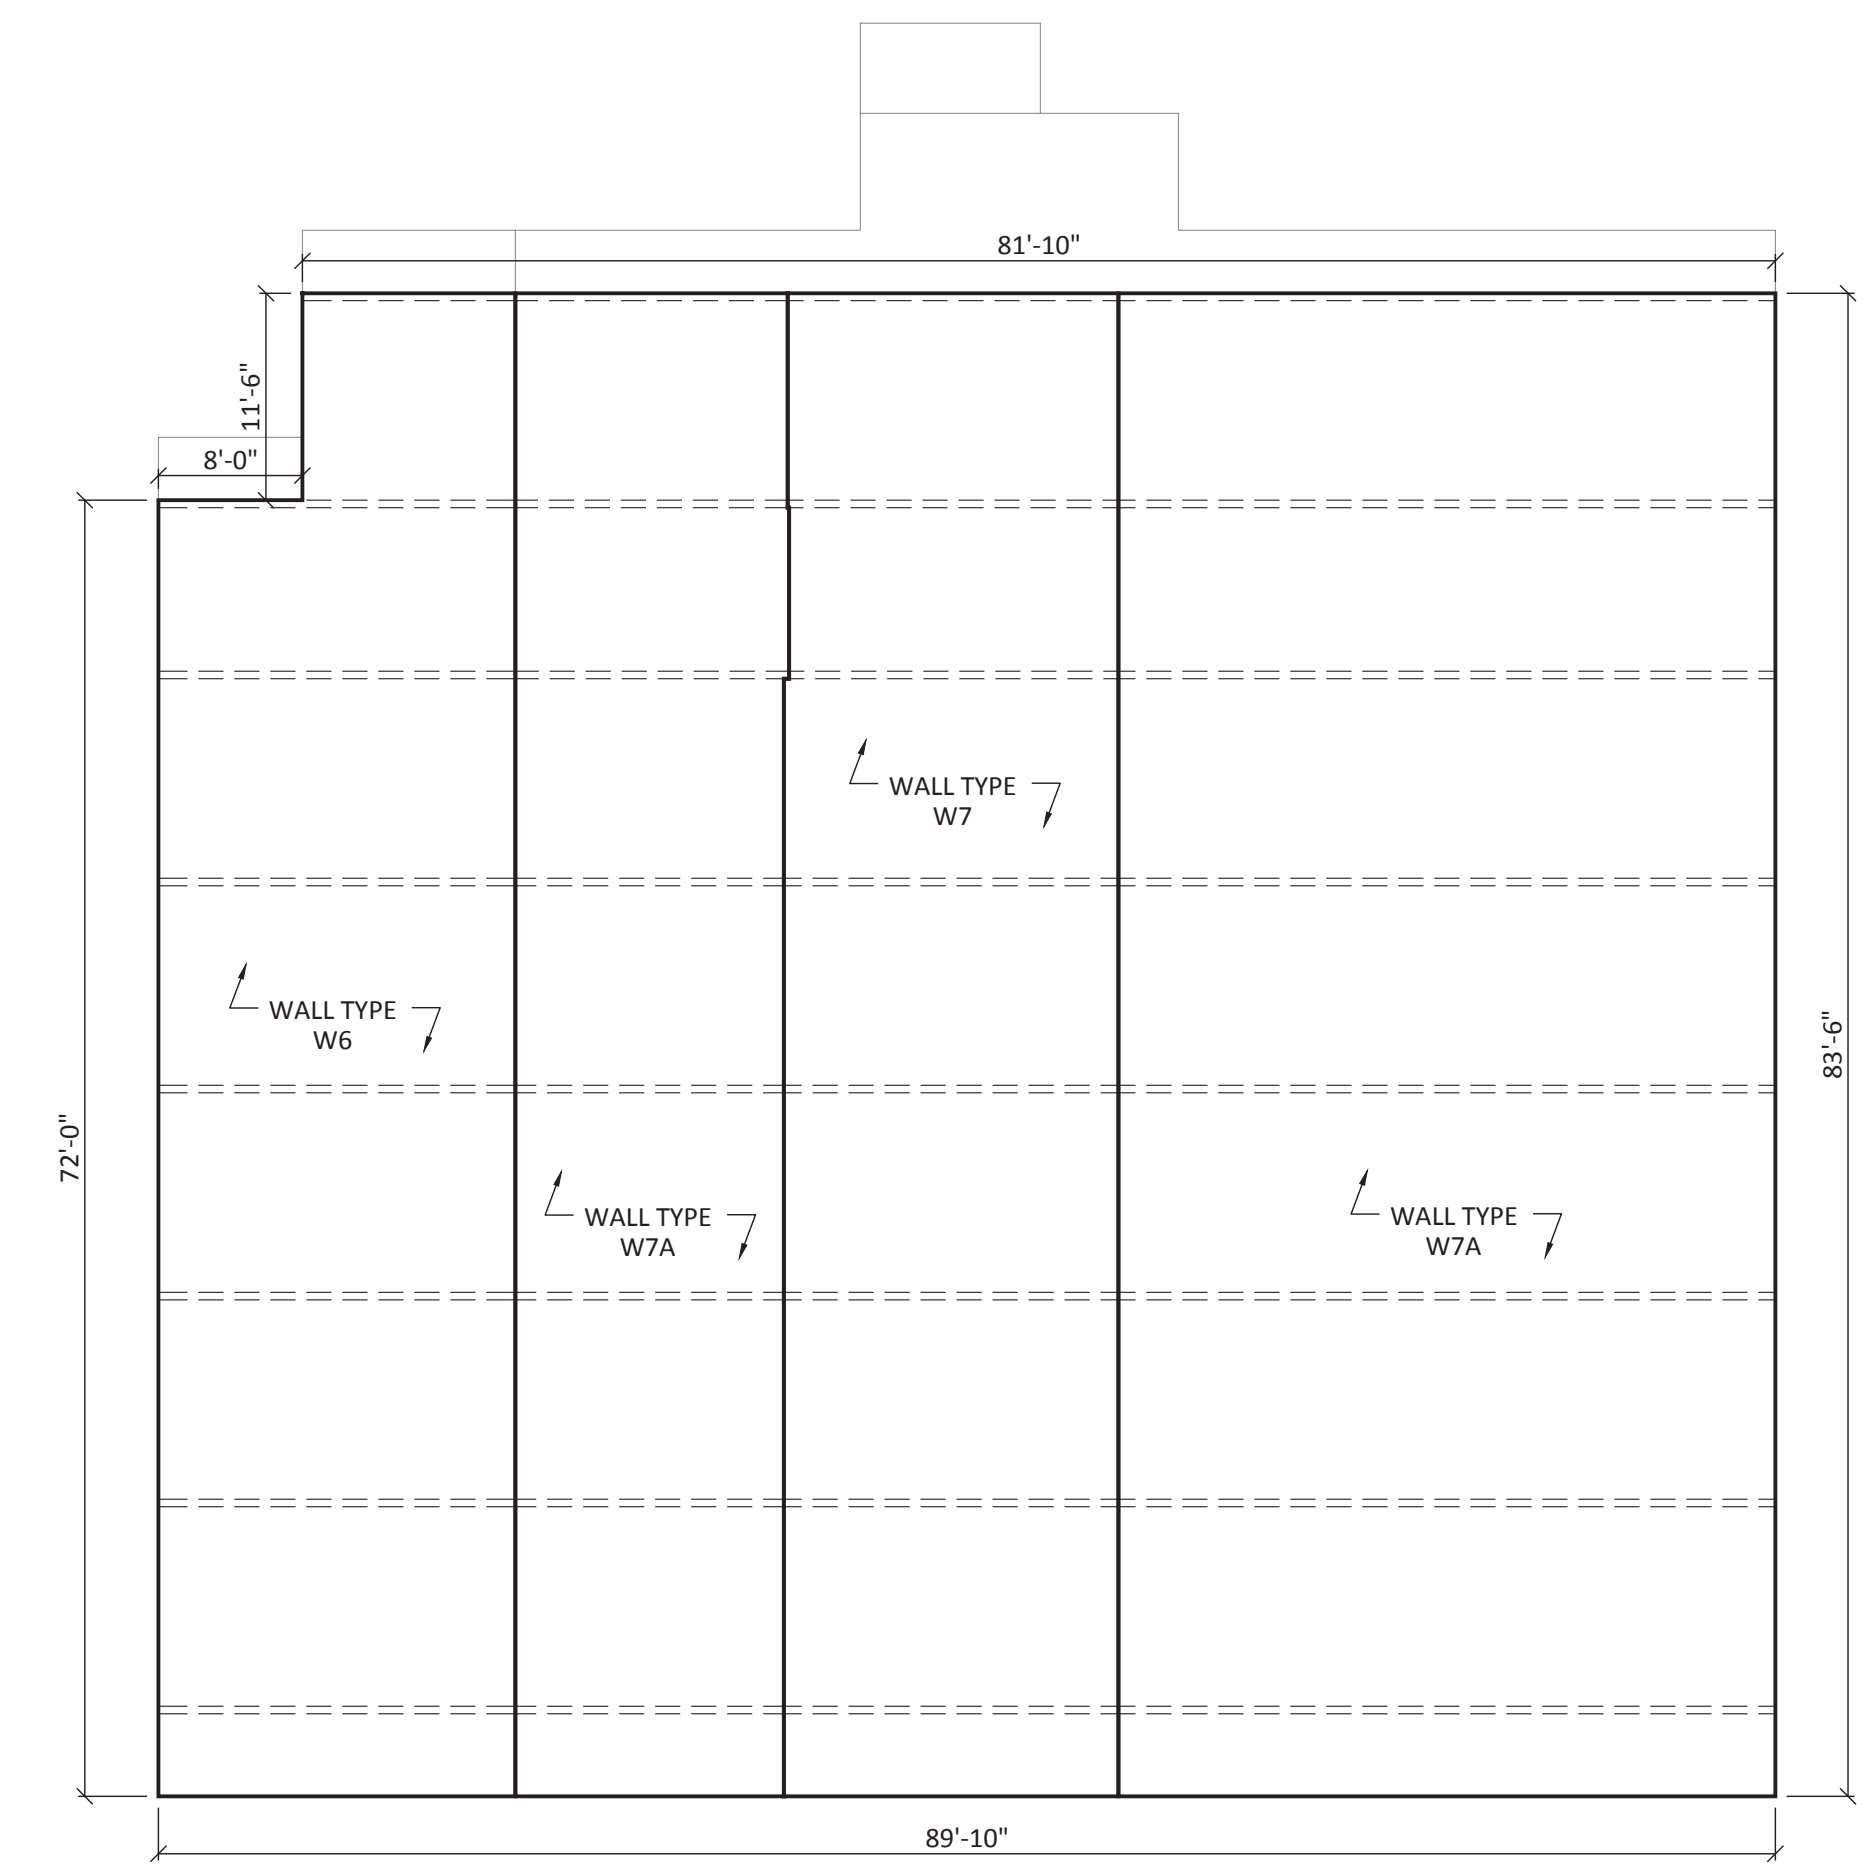 81'-10"
11'-6"
8'-0"
WALL TYPE
W7
WALL TYPE
W6
83'-6"
72'-0"
WALL TYPE
W7A
WALL TYPE
W7A
89'-10"